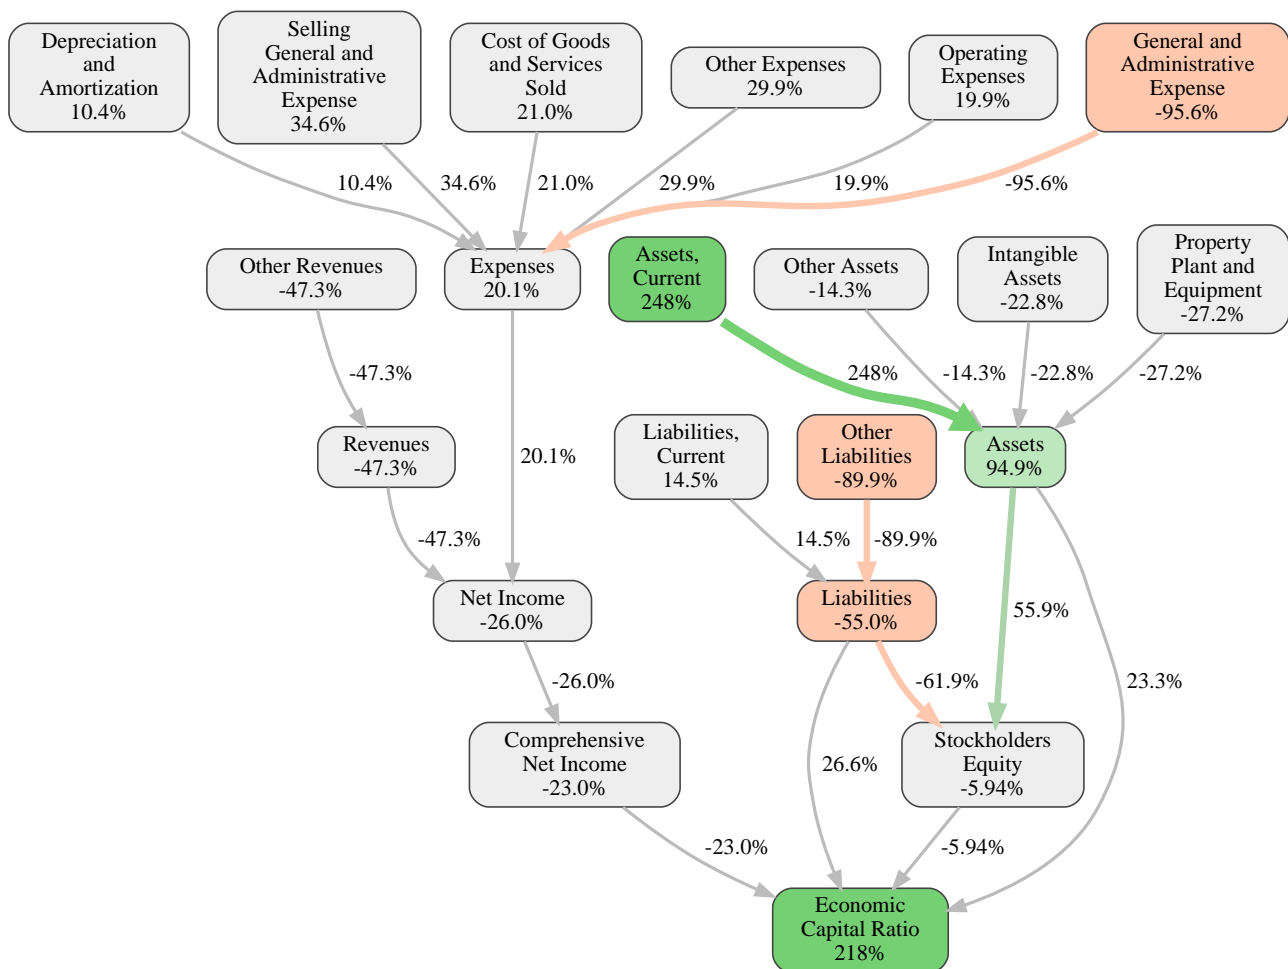 Depreciation
and
Amortization
10.4%
Selling
General and
Administrative
Expense
34.6%
Cost of Goods
and Services
Sold
21.0%
Other Expenses
29.9%
Operating
Expenses
19.9%
General and
Administrative
Expense
-95.6%
10.4%
34.6%
21.0%
29.9%
19.9%
-95.6%
Other Revenues
-47.3%
Expenses
20.1%
Assets,
Current
248%
Other Assets
-14.3%
Intangible
Assets
-22.8%
Property
Plant and
Equipment
-27.2%
-47.3%
248%
-14.3%
-22.8%
-27.2%
Revenues
-47.3%
20.1%
Liabilities,
Current
14.5%
Other
Liabilities
-89.9%
Assets
94.9%
-47.3%
14.5%
-89.9%
Net Income
-26.0%
Liabilities
-55.0%
55.9%
-26.0%
-61.9%
23.3%
Comprehensive
Net Income
-23.0%
26.6%
Stockholders
Equity
-5.94%
-23.0%
-5.94%
Economic
Capital Ratio
218%